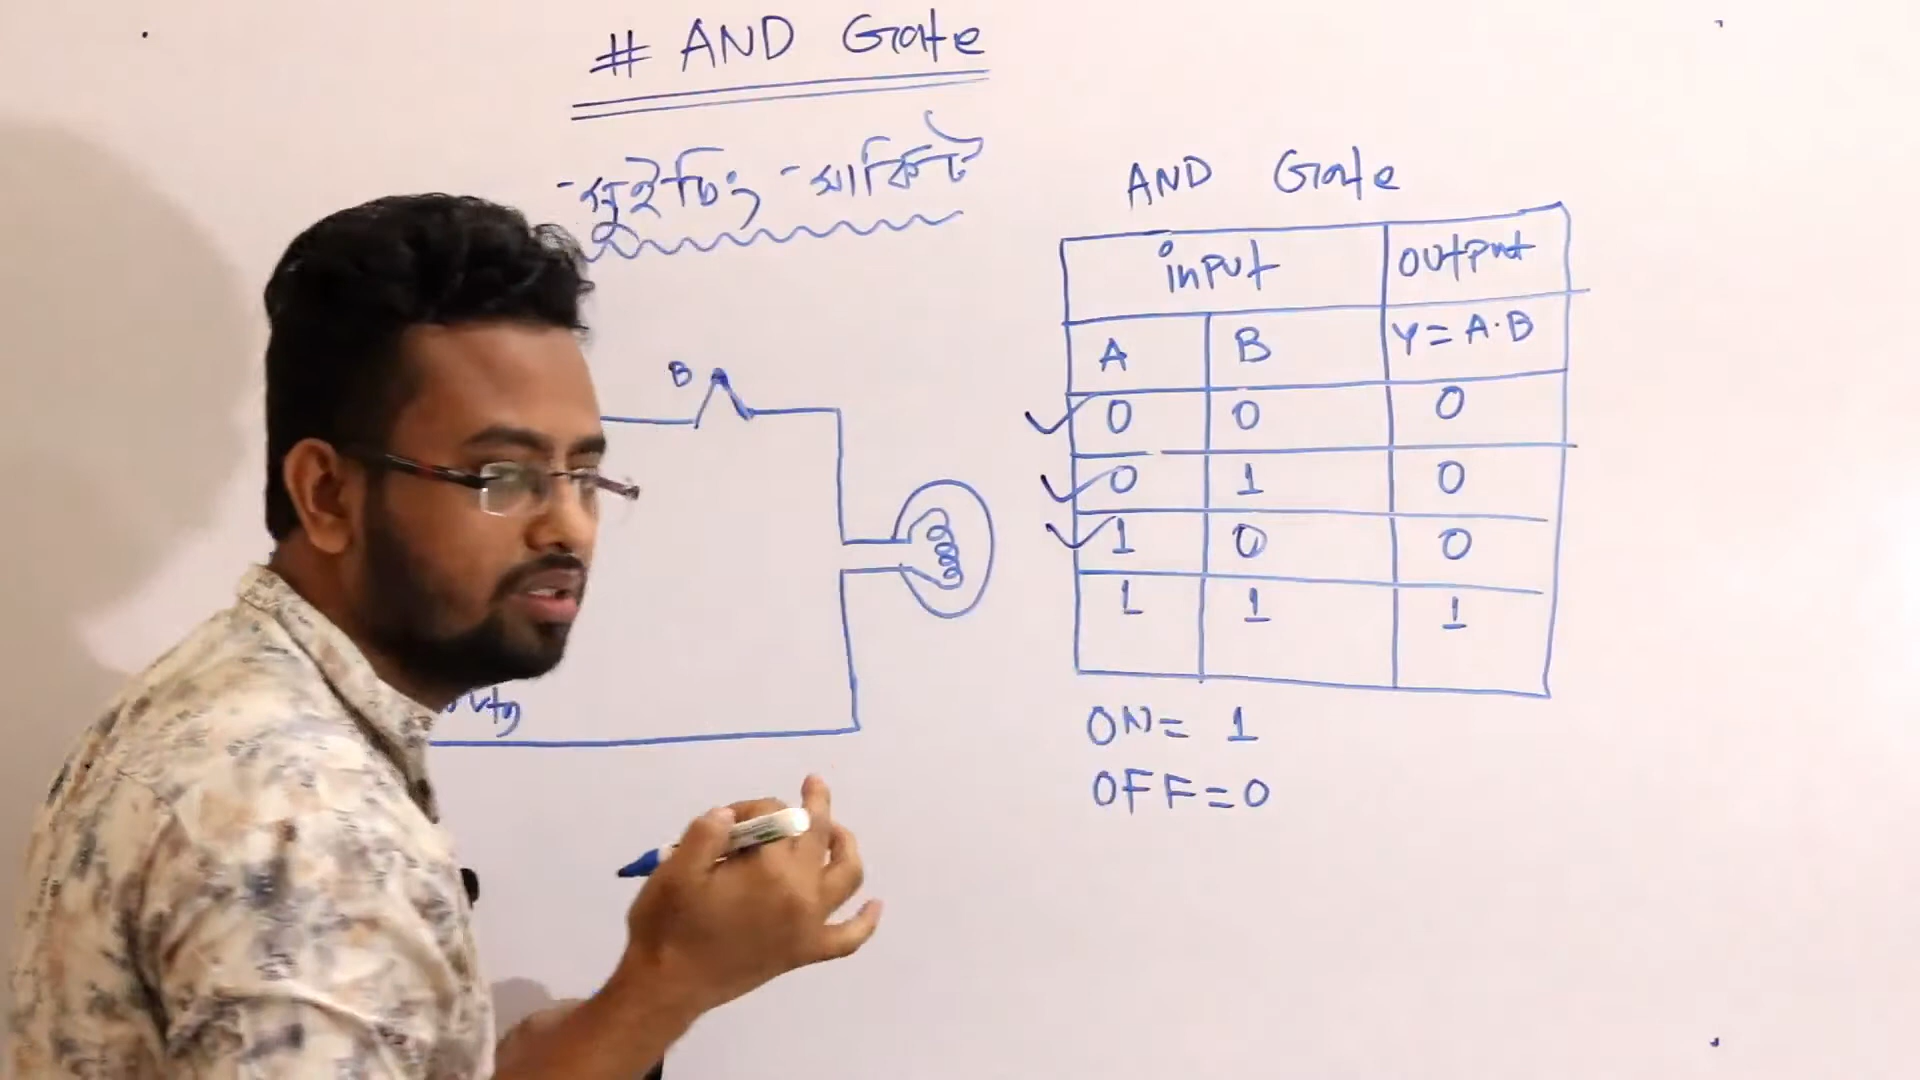 # AND Gate
সুইচিং সার্কিট
B
AND Gate
input output
A B Y = A·B
0 0 0
0 1 0
1 0 0
1 1 1
ON = 1
OFF = 0